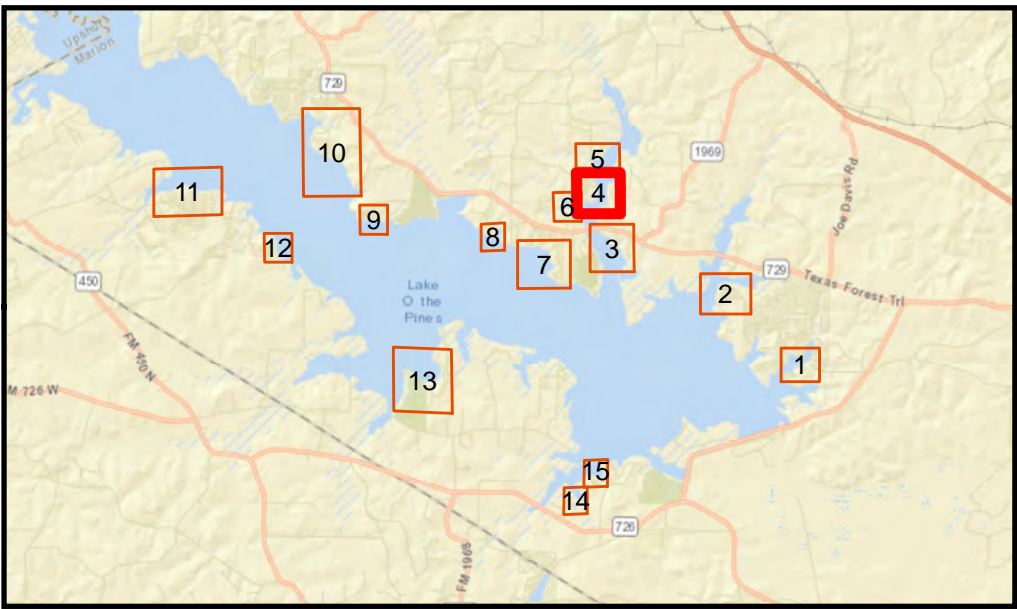 Upshur
Marion
729
10
5
1969
4
6
11
9
12
8
7
3
Joe Davis Rd
450
Lake
O the
Pines
2
729
Texas Forest Trl
FM 450 N
1
13
M 726 W
15
14
726
FM 1968